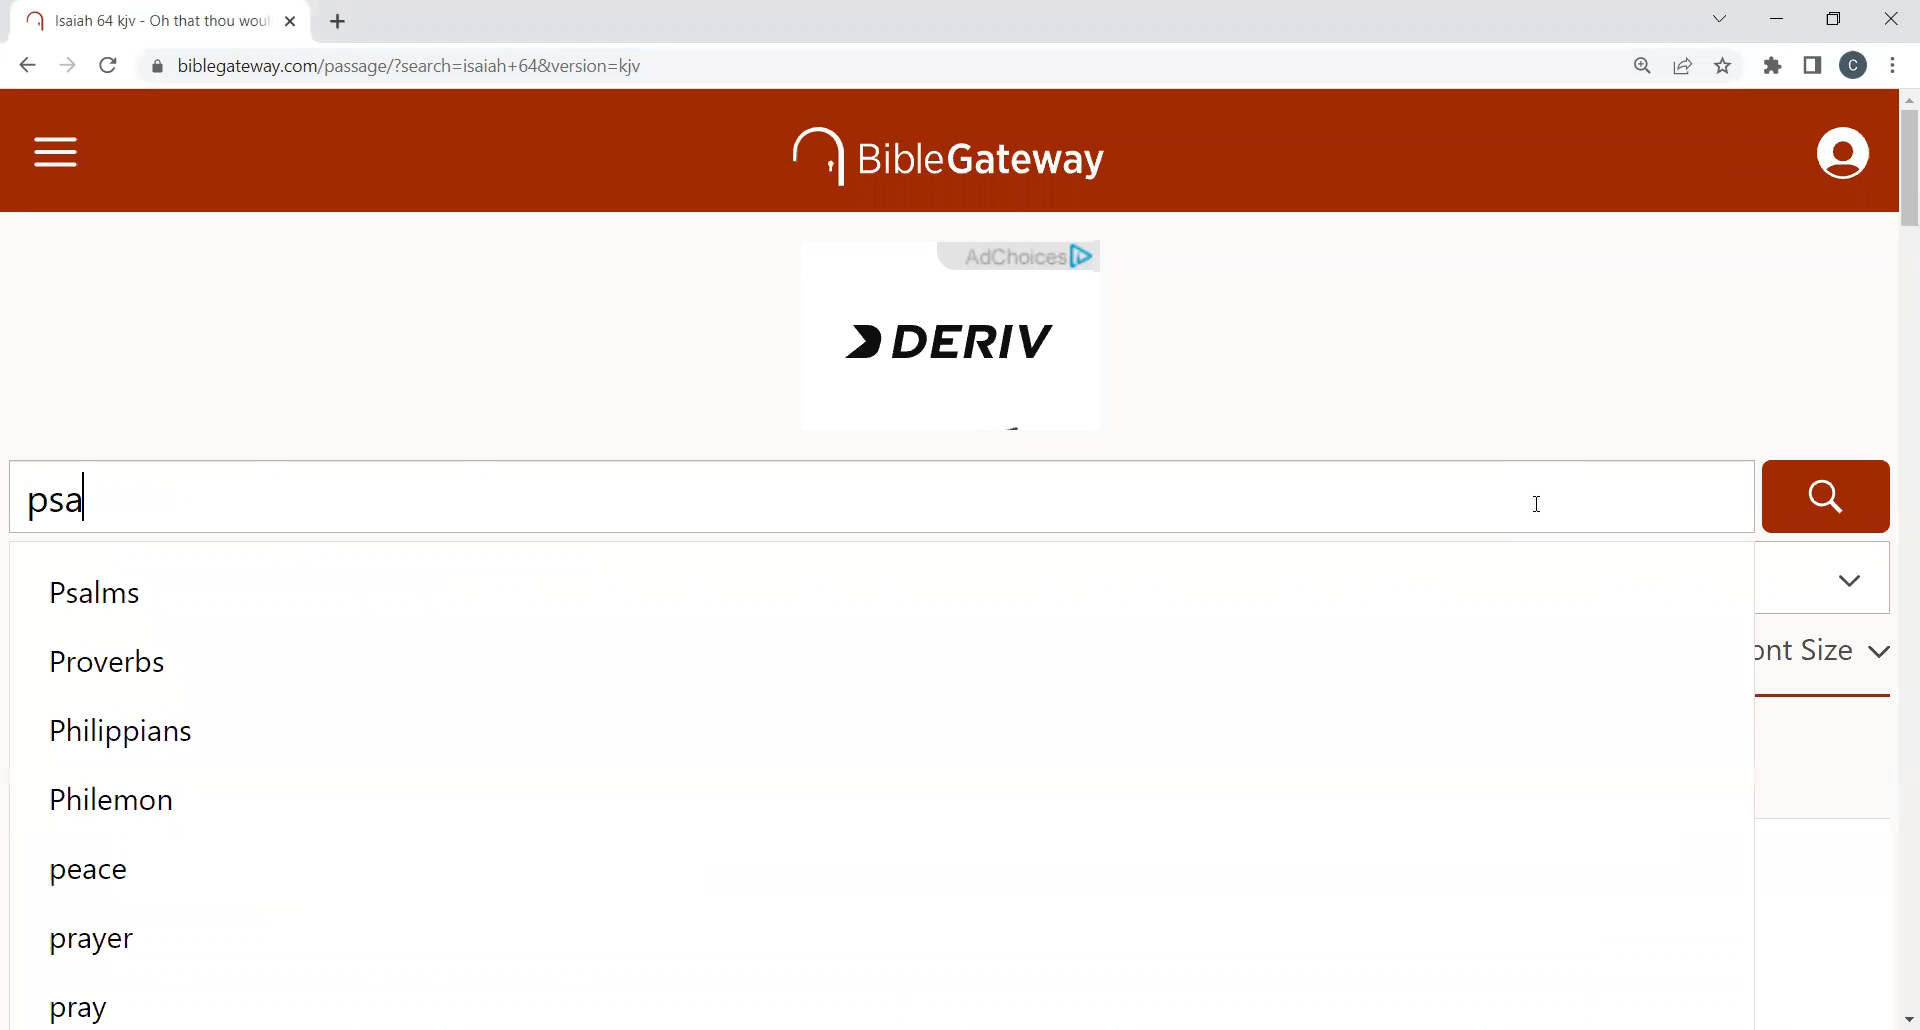 Isaiah 64 kjv - Oh that thou woul
biblegateway.com/passage/?search=isaiah+64&version=kjv
C
BibleGateway
AdChoices
DERIV
psa
Psalms
ont Size
Proverbs
Philippians
Philemon
peace
prayer
pray